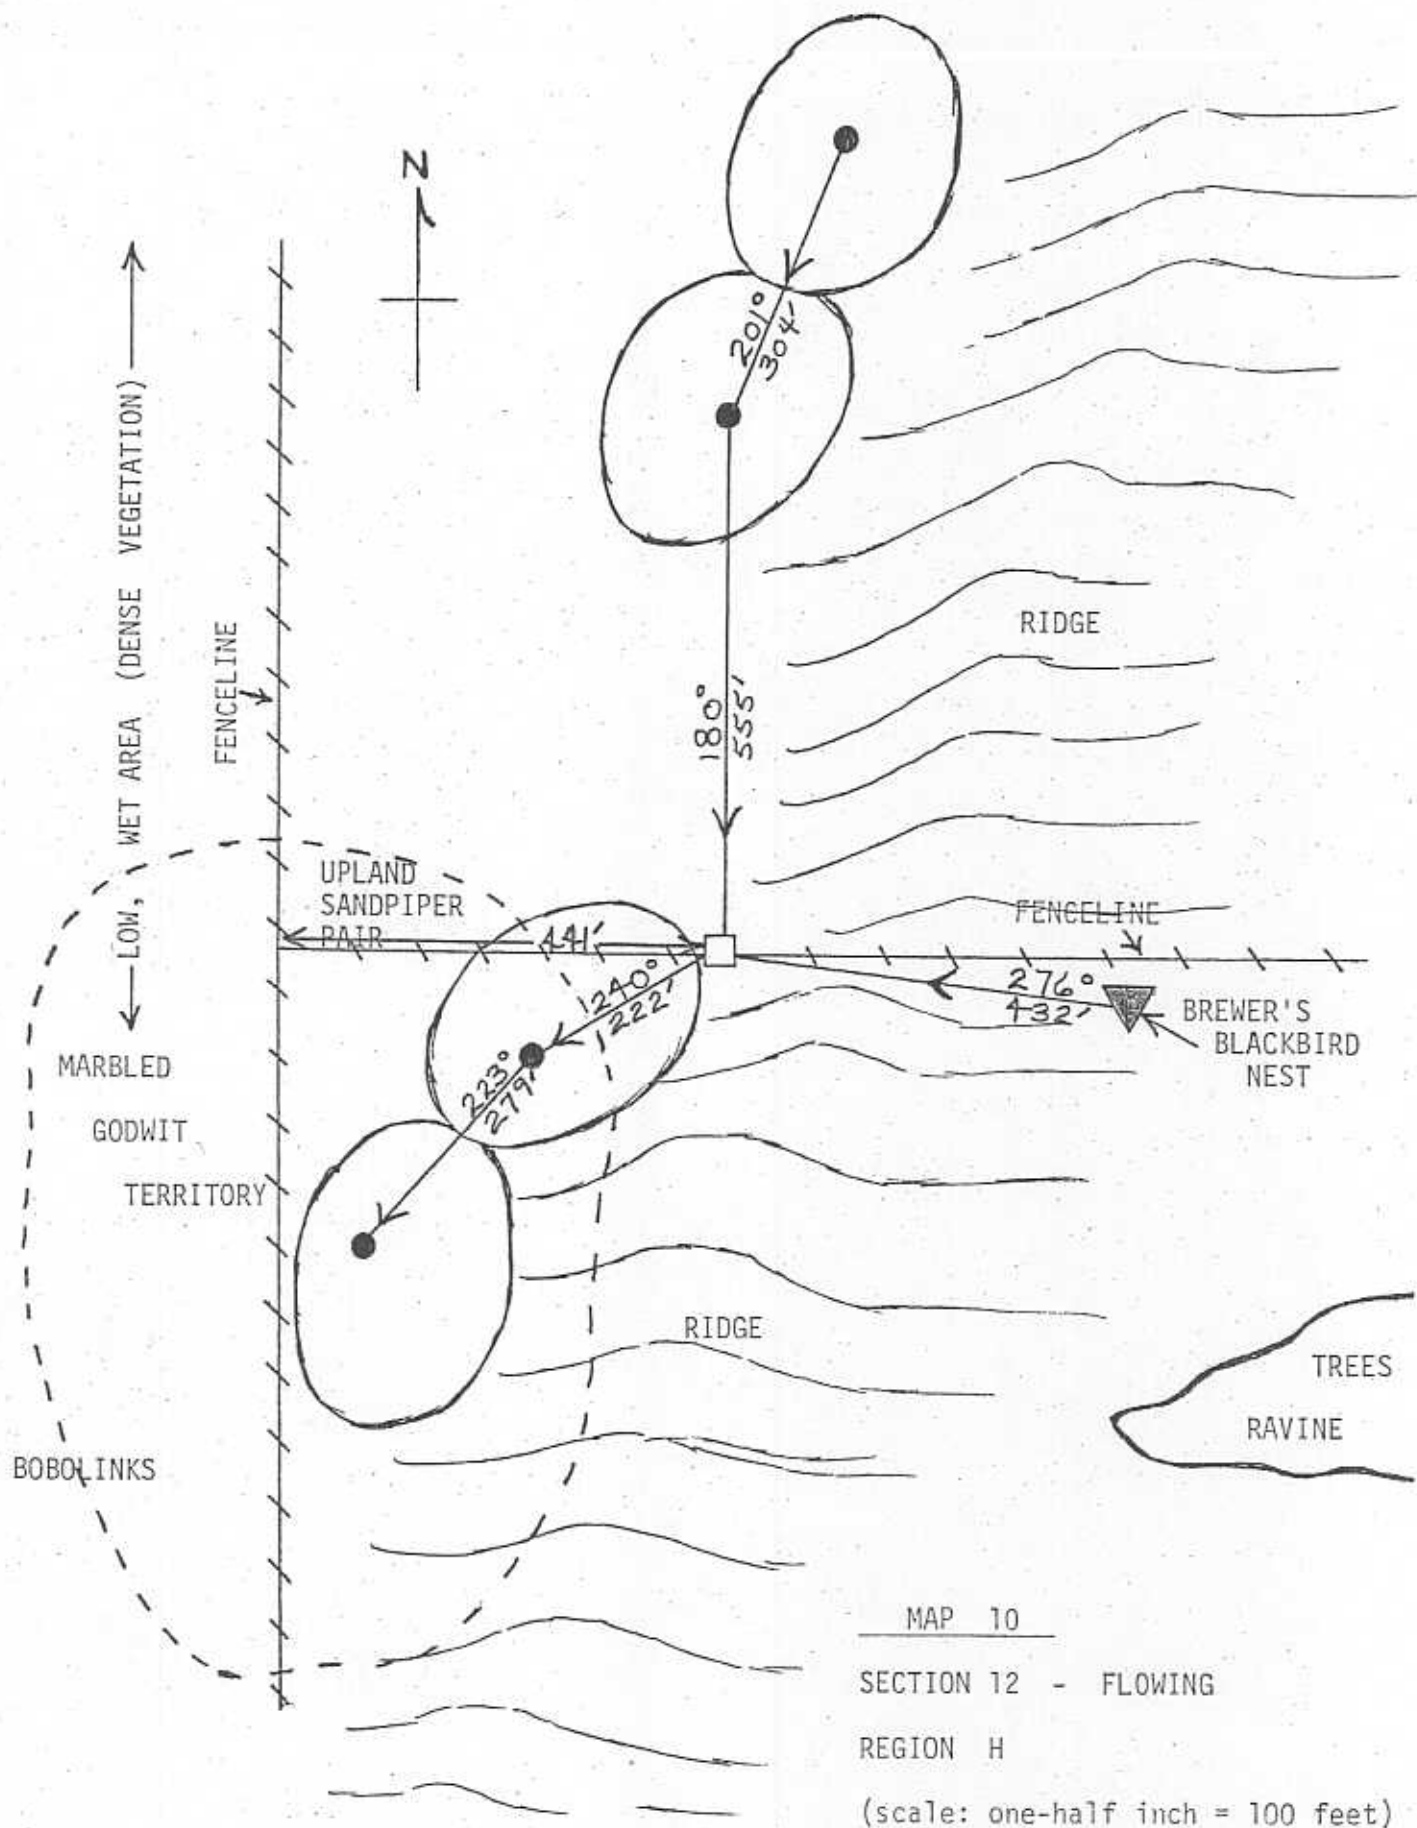 N
201°
304'
LOW, WET AREA (DENSE VEGETATION)
FENCELINE
RIDGE
180°
555'
UPLAND
SANDPIPER
PAIR
441'
FENCELINE
240°
222'
276°
432'
BREWER'S
BLACKBIRD
NEST
MARBLED
GODWIT
TERRITORY
223°
279'
RIDGE
TREES
RAVINE
BOBOLINKS
MAP 10
SECTION 12 - FLOWING
REGION H
(scale: one-half inch = 100 feet)